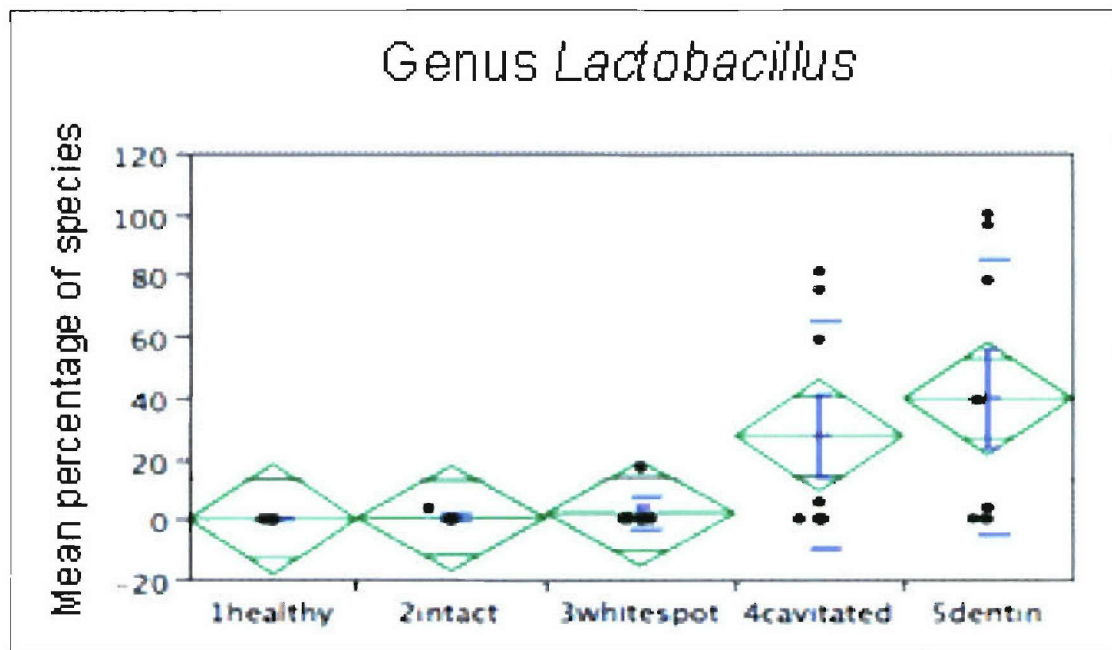 Genus Lactobacillus
Mean percentage of species
120
100
80
60
40
20
0
-20
1healthy 2intact 3whitespot 4cavitated 5dentin